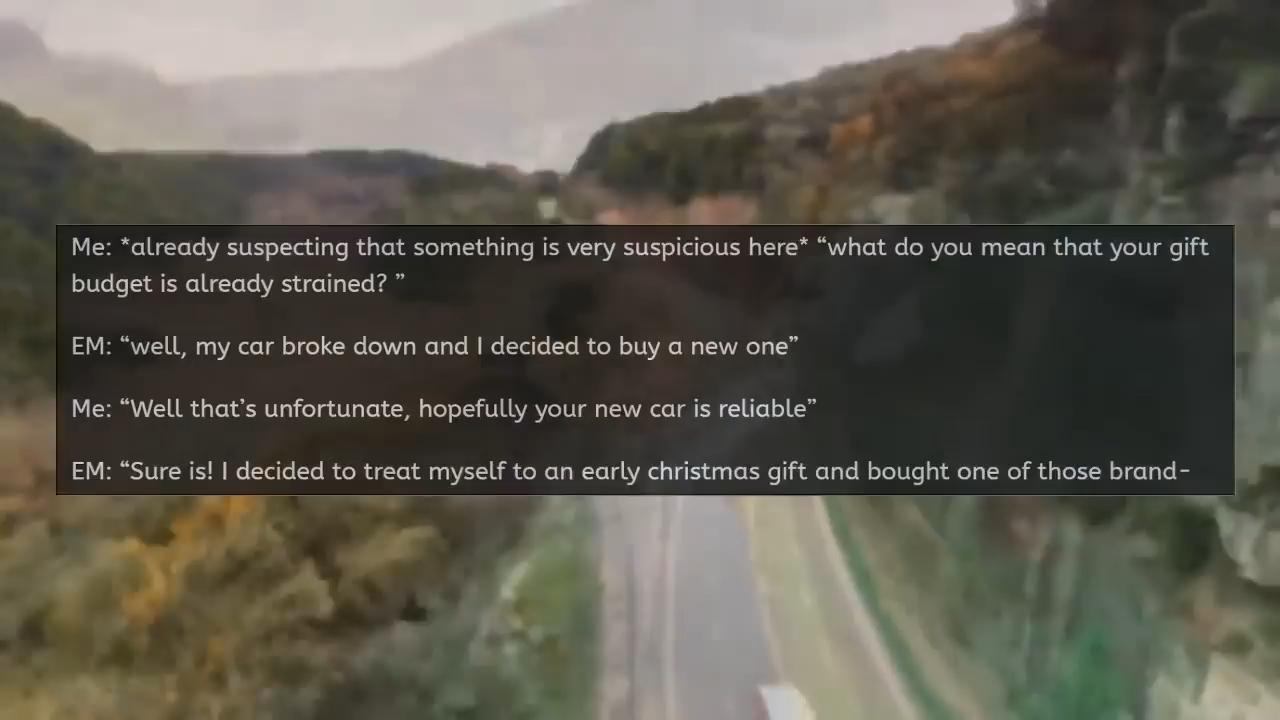 Me: *already suspecting that something is very suspicious here* “what do you mean that your gift
budget is already strained? ”
EM: “well, my car broke down and I decided to buy a new one”
Me: “Well that’s unfortunate, hopefully your new car is reliable”
EM: “Sure is! I decided to treat myself to an early christmas gift and bought one of those brand-